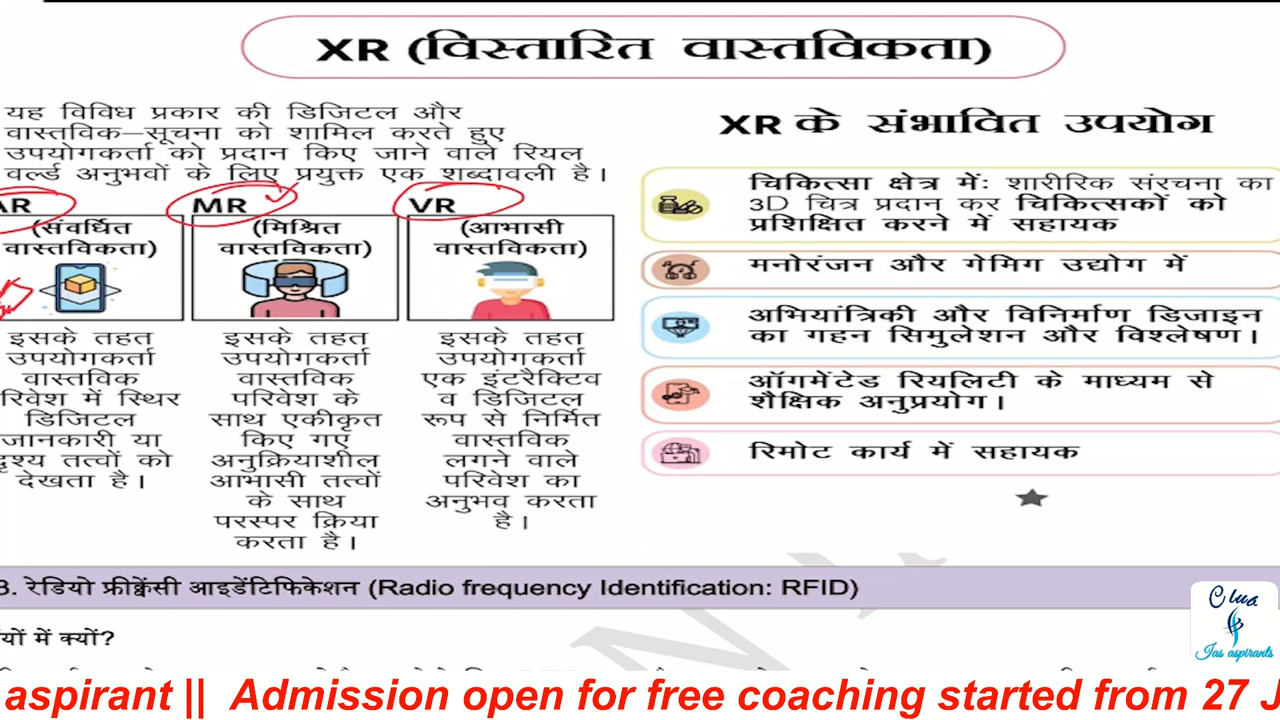 XR (विस्तारित वास्तविकता)
यह विविध प्रकार की डिजिटल और
वास्तविक–सूचना को शामिल करते हुए
उपयोगकर्ता को प्रदान किए जाने वाले रियल
वर्ल्ड अनुभवों के लिए प्रयुक्त एक शब्दावली है।
AR
(संवर्धित
वास्तविकता)
इसके तहत
उपयोगकर्ता
वास्तविक
परिवेश में स्थिर
डिजिटल
जानकारी या
दृश्य तत्वों को
देखता है।
MR
(मिश्रित
वास्तविकता)
इसके तहत
उपयोगकर्ता
वास्तविक
परिवेश के
साथ एकीकृत
किए गए
अनुक्रियाशील
आभासी तत्वों
के साथ
परस्पर क्रिया
करता है।
VR
(आभासी
वास्तविकता)
इसके तहत
उपयोगकर्ता
एक इंटरैक्टिव
व डिजिटल
रूप से निर्मित
वास्तविक
लगने वाले
परिवेश का
अनुभव करता
है।
XR के संभावित उपयोग
चिकित्सा क्षेत्र में: शारीरिक संरचना का
3D चित्र प्रदान कर चिकित्सकों को
प्रशिक्षित करने में सहायक
मनोरंजन और गेमिग उद्योग में
अभियांत्रिकी और विनिर्माण डिजाइन
का गहन सिमुलेशन और विश्लेषण।
ऑगमेंटेड रियलिटी के माध्यम से
शैक्षिक अनुप्रयोग।
रिमोट कार्य में सहायक
3. रेडियो फ्रीक्वेंसी आइडेंटिफिकेशन (Radio frequency Identification: RFID)
में क्यों?
Clua
Jas aspirants
aspirant || Admission open for free coaching started from 27 J